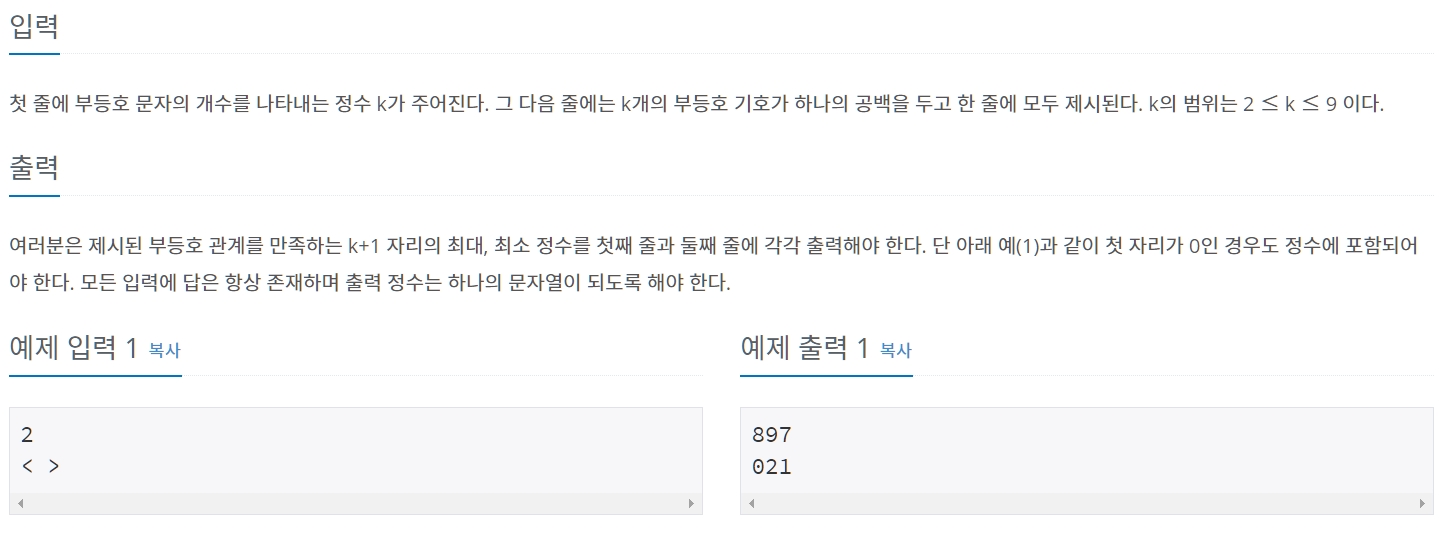 입력
첫 줄에 부등호 문자의 개수를 나타내는 정수 k가 주어진다. 그 다음 줄에는 k개의 부등호 기호가 하나의 공백을 두고 한 줄에 모두 제시된다. k의 범위는 2 ≤ k ≤ 9 이다.
출력
여러분은 제시된 부등호 관계를 만족하는 k+1 자리의 최대, 최소 정수를 첫째 줄과 둘째 줄에 각각 출력해야 한다. 단 아래 예(1)과 같이 첫 자리가 0인 경우도 정수에 포함되어
야 한다. 모든 입력에 답은 항상 존재하며 출력 정수는 하나의 문자열이 되도록 해야 한다.
예제 입력 1 복사
2
< >
예제 출력 1 복사
897
021